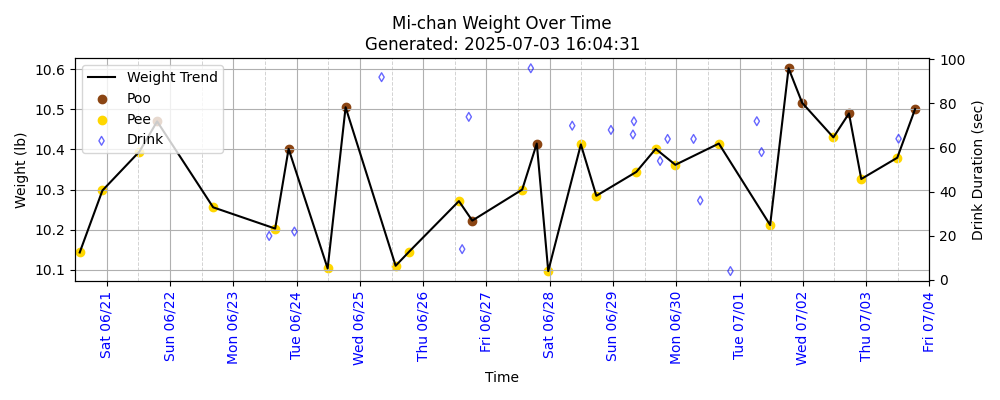 Mi-chan Weight Over Time
Generated: 2025-07-03 16:04:31
Weight (lb)
10.6
10.5
10.4
10.3
10.2
10.1
Weight Trend
Poo
Pee
Drink
100
80
60
40
20
0
Drink Duration (sec)
Sat 06/21
Sun 06/22
Mon 06/23
Tue 06/24
Wed 06/25
Thu 06/26
Fri 06/27
Sat 06/28
Sun 06/29
Mon 06/30
Tue 07/01
Wed 07/02
Thu 07/03
Fri 07/04
Time